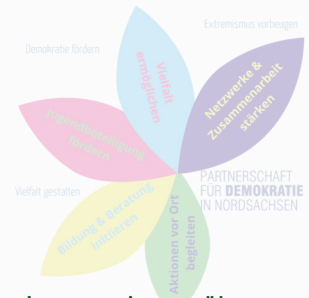 Extremismus vorbeugen
Demokratie fördern
Vielfalt
ermöglichen
Netzwerke &
Zusammenarbeit
stärken
Jugendbeteiligung
fördern
PARTNERSCHAFT
FÜR DEMOKRATIE
IN NORDSACHSEN
Vielfalt gestalten
Bildung & Beratung
Initiieren
Aktionen vor Ort
begleiten